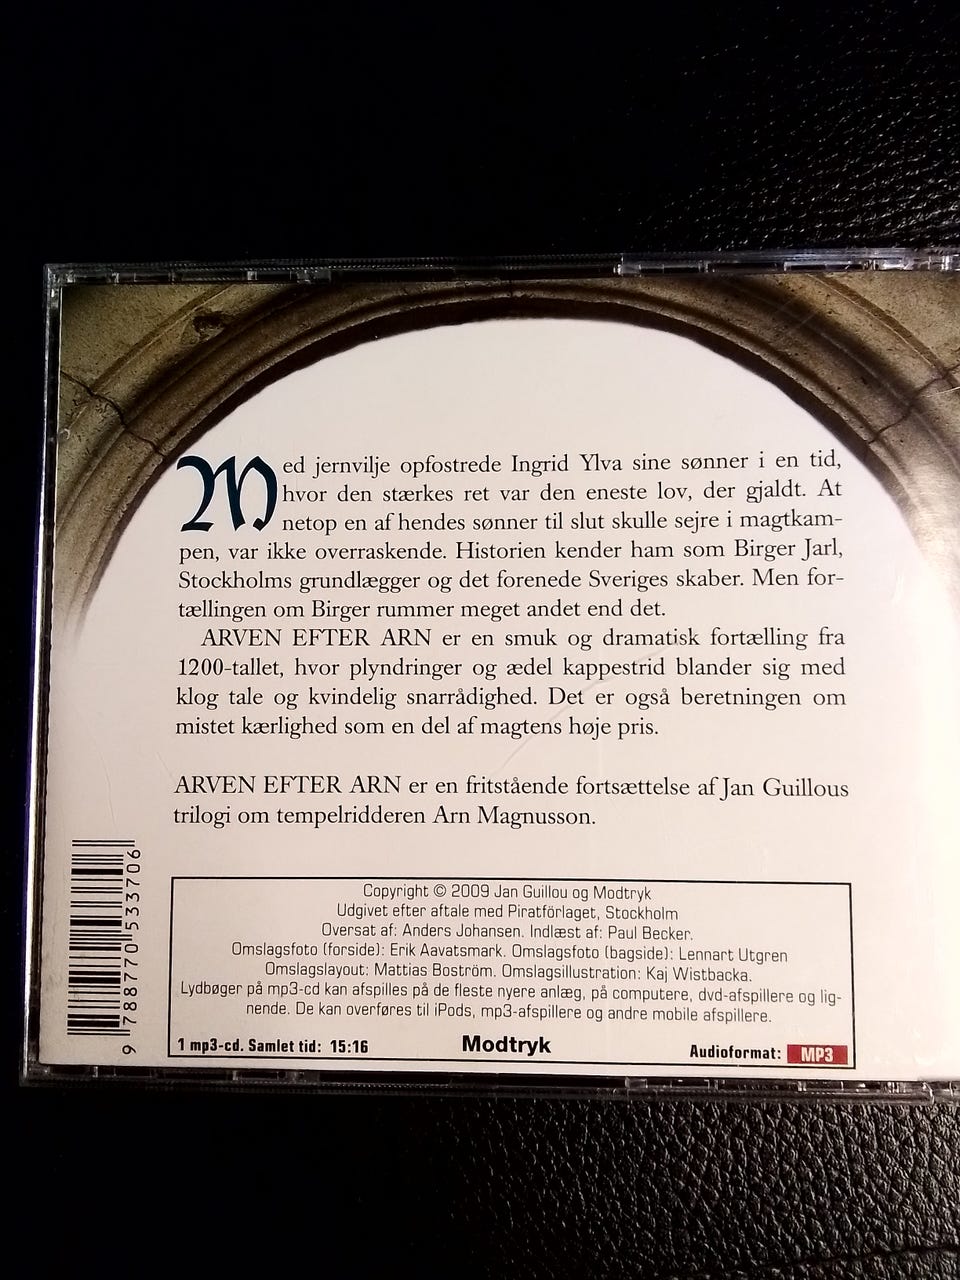 Med jernvilje opfostrede Ingrid Ylva sine sønner i en tid,
hvor den stærkes ret var den eneste lov, der gjaldt. At
netop en af hendes sønner til slut skulle sejre i magtkam-
pen, var ikke overraskende. Historien kender ham som Birger Jarl,
Stockholms grundlægger og det forenede Sveriges skaber. Men for-
tællingen om Birger rummer meget andet end det.
ARVEN EFTER ARN er en smuk og dramatisk fortælling fra
1200-tallet, hvor plyndringer og ædel kappestrid blander sig med
klog tale og kvindelig snarrådighed. Det er også beretningen om
mistet kærlighed som en del af magtens høje pris.
ARVEN EFTER ARN er en fritstående fortsættelse af Jan Guillous
trilogi om tempelridderen Arn Magnusson.
Copyright © 2009 Jan Guillou og Modtryk
Udgivet efter aftale med Piratförlaget, Stockholm
Oversat af: Anders Johansen. Indlæst af: Paul Becker.
Omslagsfoto (forside): Erik Aavatsmark. Omslagsfoto (bagside): Lennart Utgren
Omslagslayout: Mattias Boström. Omslagsillustration: Kaj Wistbacka.
Lydbøger på mp3-cd kan afspilles på de fleste nyere anlæg, på computere, dvd-afspillere og lig-
nende. De kan overføres til iPods, mp3-afspillere og andre mobile afspillere.
1 mp3-cd. Samlet tid: 15:16
Modtryk
Audioformat: MP3
9 788770 533706